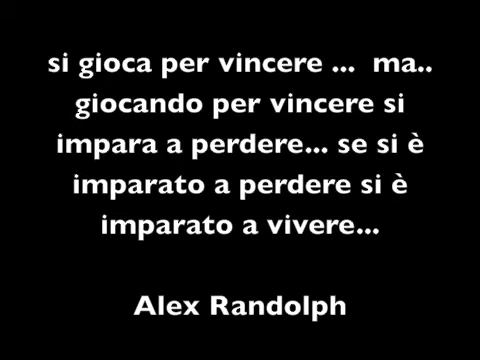 si gioca per vincere ...  ma..
giocando per vincere si
impara a perdere... se si è
imparato a perdere si è
imparato a vivere...
Alex Randolph